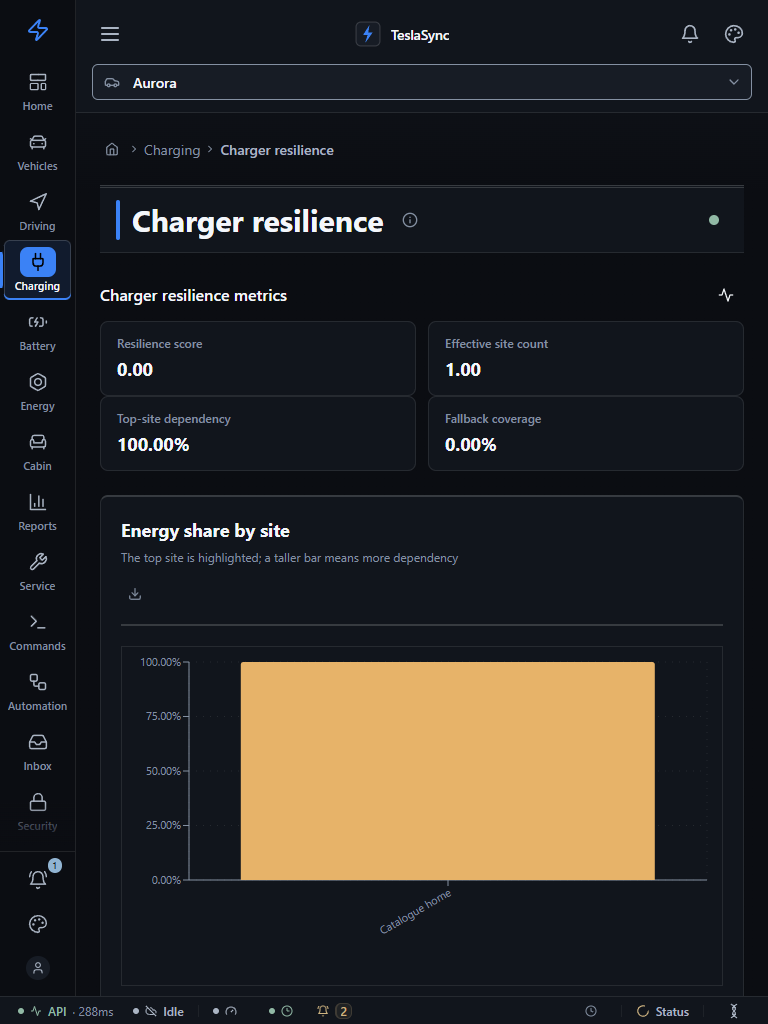 TeslaSync
Aurora
Home
Vehicles
Driving
Charging
Battery
Energy
Cabin
Reports
Service
Commands
Automation
Inbox
Security
1
Charging
Charger resilience
Charger resilience
Charger resilience metrics
Resilience score
0.00
Effective site count
1.00
Top-site dependency
100.00%
Fallback coverage
0.00%
Energy share by site
The top site is highlighted; a taller bar means more dependency
100.00%
75.00%
50.00%
25.00%
0.00%
Catalogue home
API · 288ms
Idle
2
Status